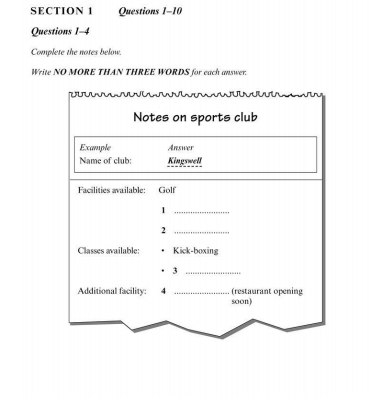 SECTION 1 Questions 1–10
Questions 1–4
Complete the notes below.
Write NO MORE THAN THREE WORDS for each answer.
Notes on sports club
Example Answer
Name of club: Kingswell
Facilities available: Golf
1 ........................
2 ........................
Classes available: • Kick-boxing
• 3 ........................
Additional facility: 4 ........................ (restaurant opening
soon)